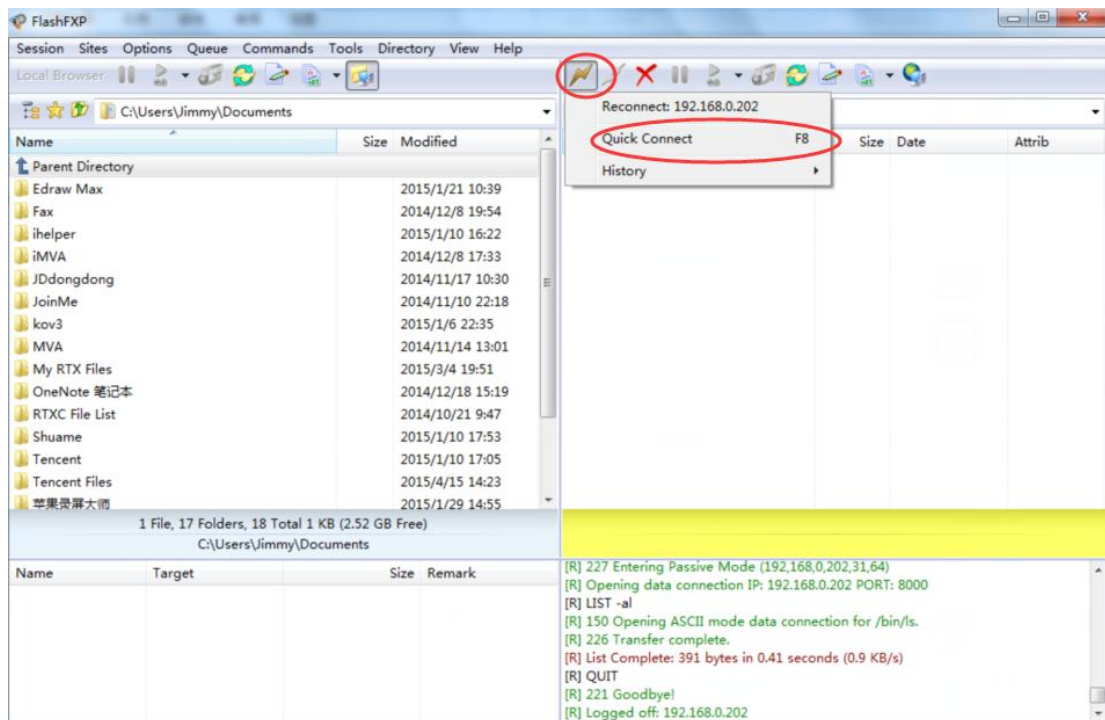 FlashFXP
Session Sites Options Queue Commands Tools Directory View Help
Local Browser
C:\Users\Jimmy\Documents
Reconnect: 192.168.0.202
Quick Connect F8
History
Name Size Modified
Size Date Attrib
Parent Directory
Edraw Max 2015/1/21 10:39
Fax 2014/12/8 19:54
ihelper 2015/1/10 16:22
iMVA 2014/12/8 17:33
JDdongdong 2014/11/17 10:30
JoinMe 2014/11/10 22:18
kov3 2015/1/6 22:35
MVA 2014/11/14 13:01
My RTX Files 2015/3/4 19:51
OneNote 笔记本 2014/12/18 15:19
RTXC File List 2014/10/21 9:47
Shuame 2015/1/10 17:53
Tencent 2015/1/10 17:05
Tencent Files 2015/4/15 14:23
苹果录屏大师 2015/1/29 14:55
1 File, 17 Folders, 18 Total 1 KB (2.52 GB Free)
C:\Users\Jimmy\Documents
Name Target Size Remark
[R] 227 Entering Passive Mode (192,168,0,202,31,64)
[R] Opening data connection IP: 192.168.0.202 PORT: 8000
[R] LIST -al
[R] 150 Opening ASCII mode data connection for /bin/ls.
[R] 226 Transfer complete.
[R] List Complete: 391 bytes in 0.41 seconds (0.9 KB/s)
[R] QUIT
[R] 221 Goodbye!
[R] Logged off: 192.168.0.202